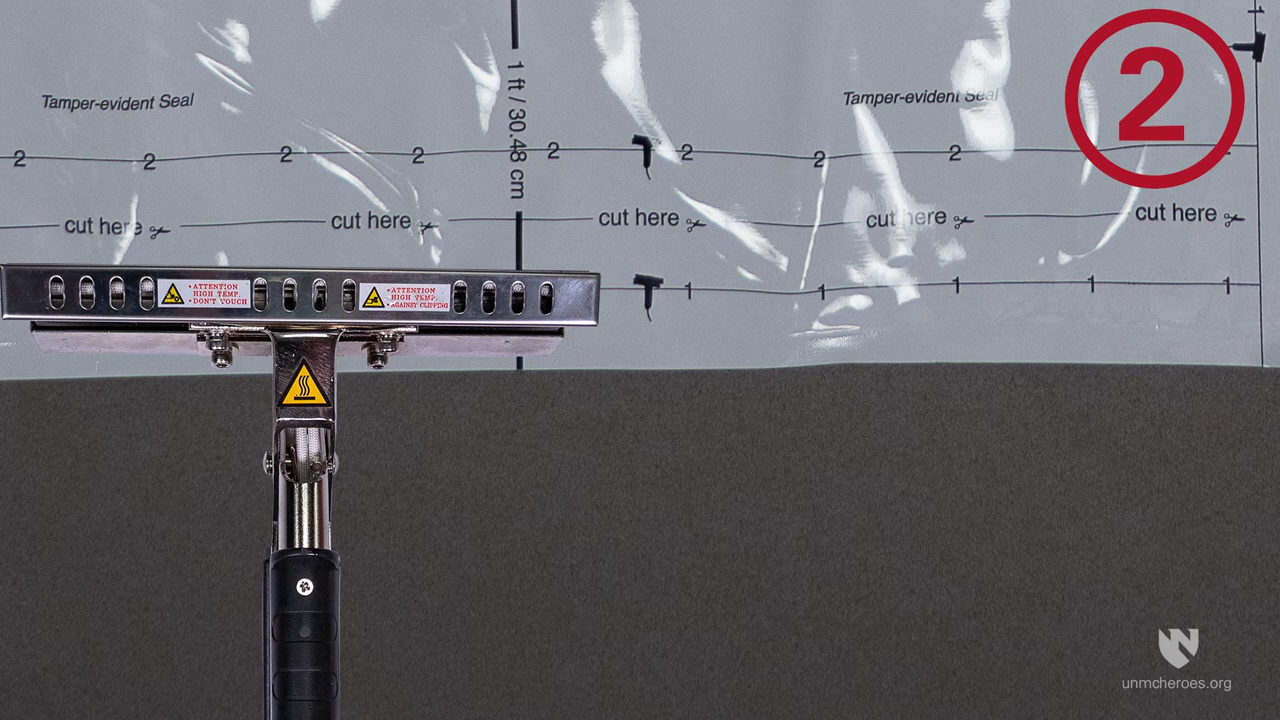 2
Tamper-evident Seal
Tamper-evident Seal
1 ft / 30.48 cm
2 2 2 2 2 2 2 2
cut here cut here cut here cut here cut here
1 1 1 1 1
• ATTENTION
HIGH TEMP.
• DON'T TOUCH
• ATTENTION
HIGH TEMP.
• AGAINST CLIPPING
unmcheroes.org